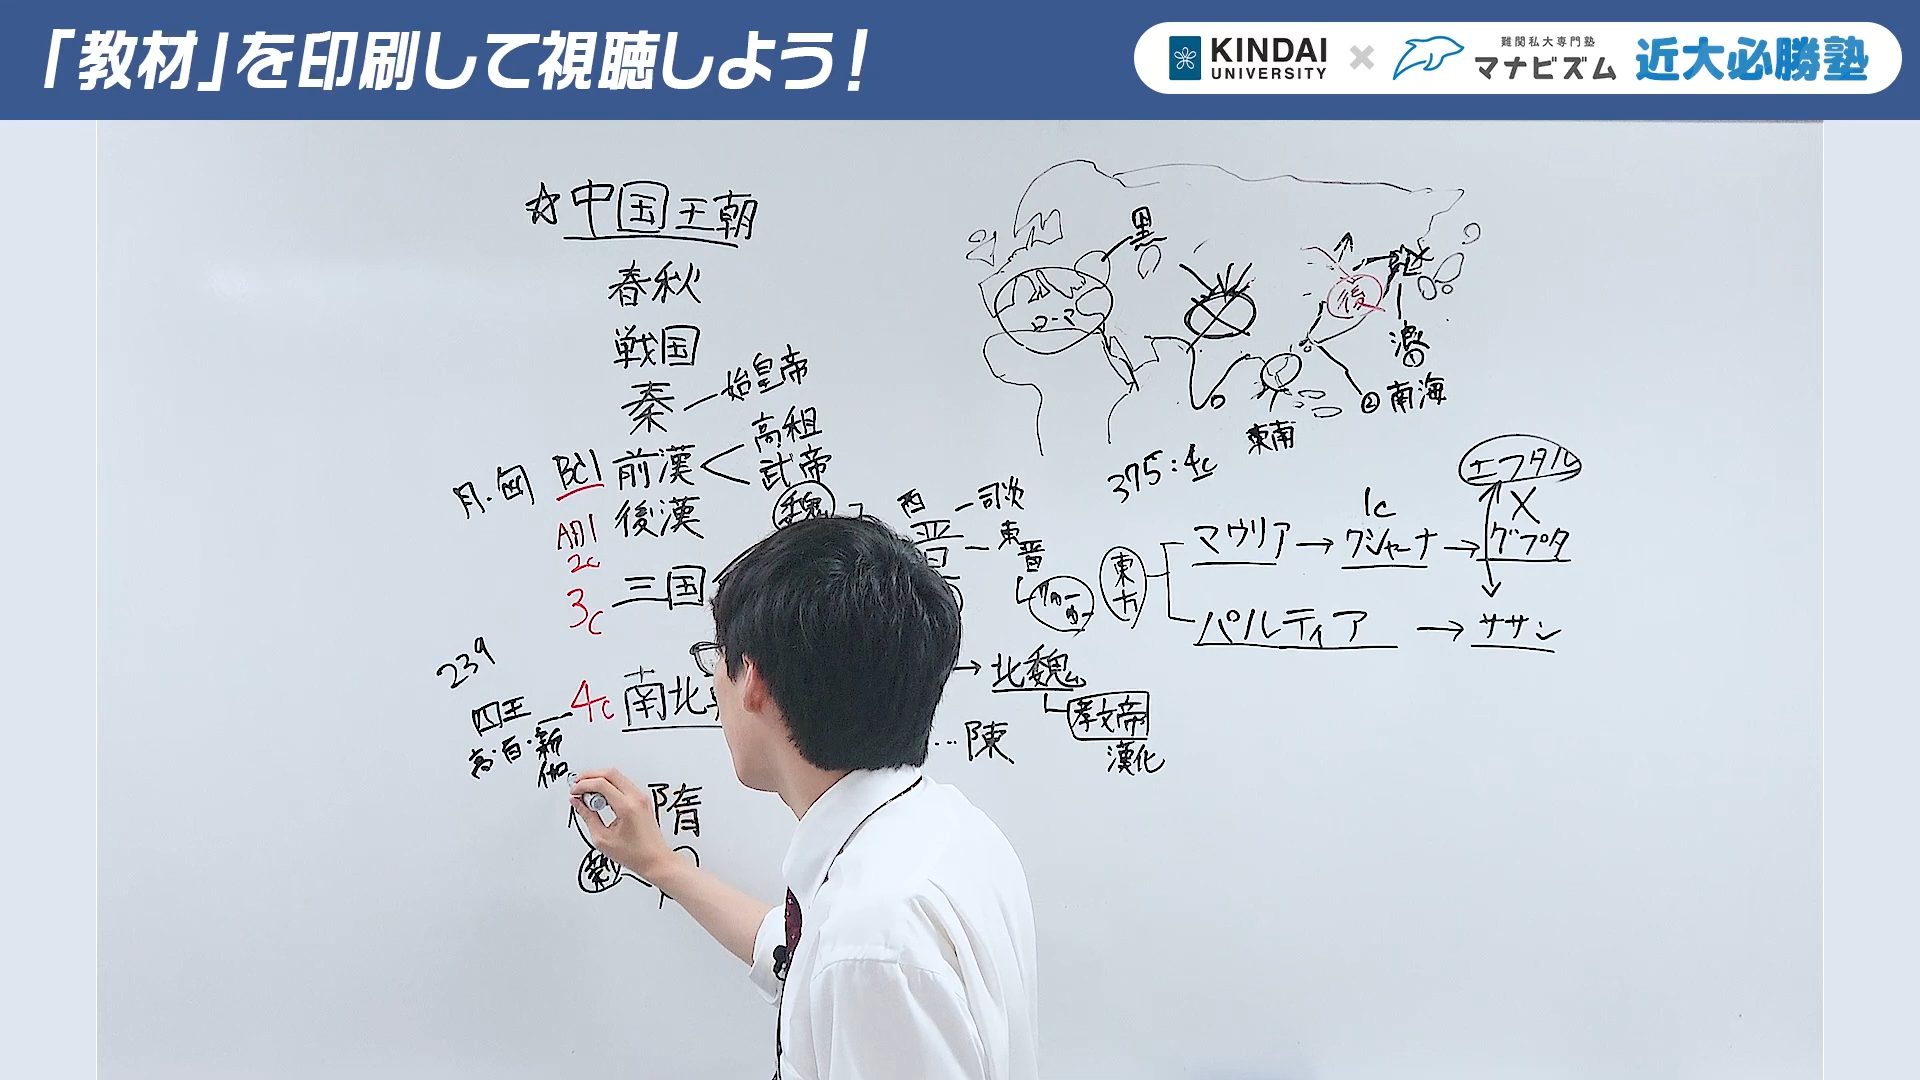 「教材」を印刷して視聴しよう!
KINDAI UNIVERSITY × 難関私大専門塾 マナビズム 近大必勝塾
☆中国王朝
春秋
戦国
秦 — 始皇帝
月・匈 BC1 前漢 < 高祖 武帝
AD1 後漢
2c
3c 三国 魏
西 — 司
晋 — 東晋
239
四王 — 4c 南北
高・百・新
伽
→ 北魏
孝文帝
漢化
… 陳
隋
黒
ローマ
後
①
②南海
東南
375:4c
東方
マウリア → 1c クシャーナ → グプタ
エフタル
X
パルティア → ササン